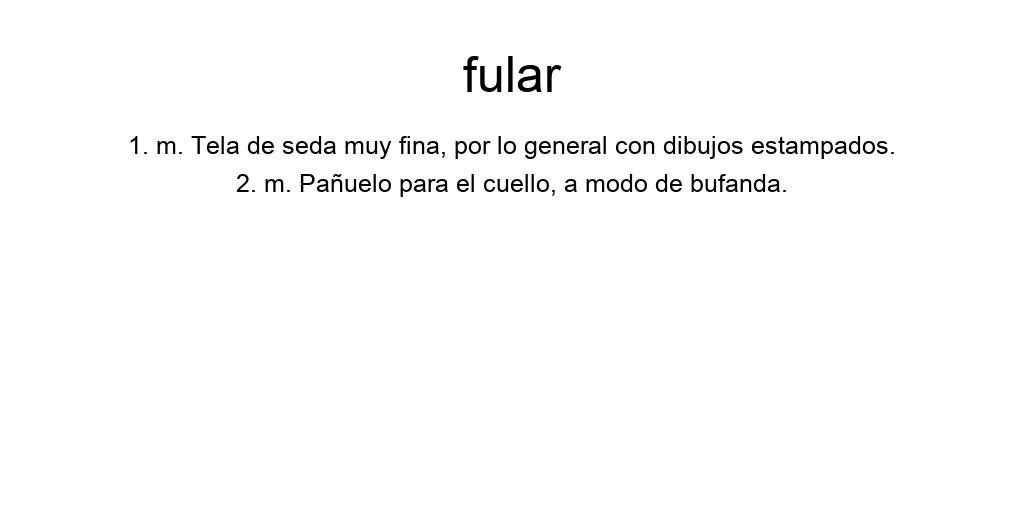 fular
1. m. Tela de seda muy fina, por lo general con dibujos estampados.
2. m. Pañuelo para el cuello, a modo de bufanda.